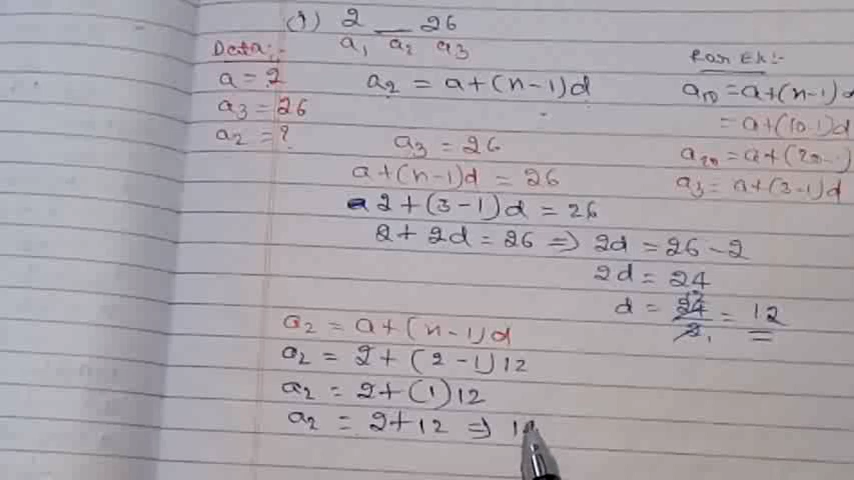 (1) 2 __ 26
a₁ a₂ a₃
Data:-
a = 2
a₃ = 26
a₂ = ?
a₂ = a+(n-1)d
a₃ = 26
a+(n-1)d = 26
2+(3-1)d = 26
2+2d = 26 => 2d = 26-2
2d = 24
d = 24/2 = 12
a₁₀ = a+(n-1)d
= a+(10-1)d
a₂₀ = a+(20-
a₃ = a+(3-1)d
a₂ = a+(n-1)d
a₂ = 2+(2-1)12
a₂ = 2+(1)12
a₂ = 2+12 => 1